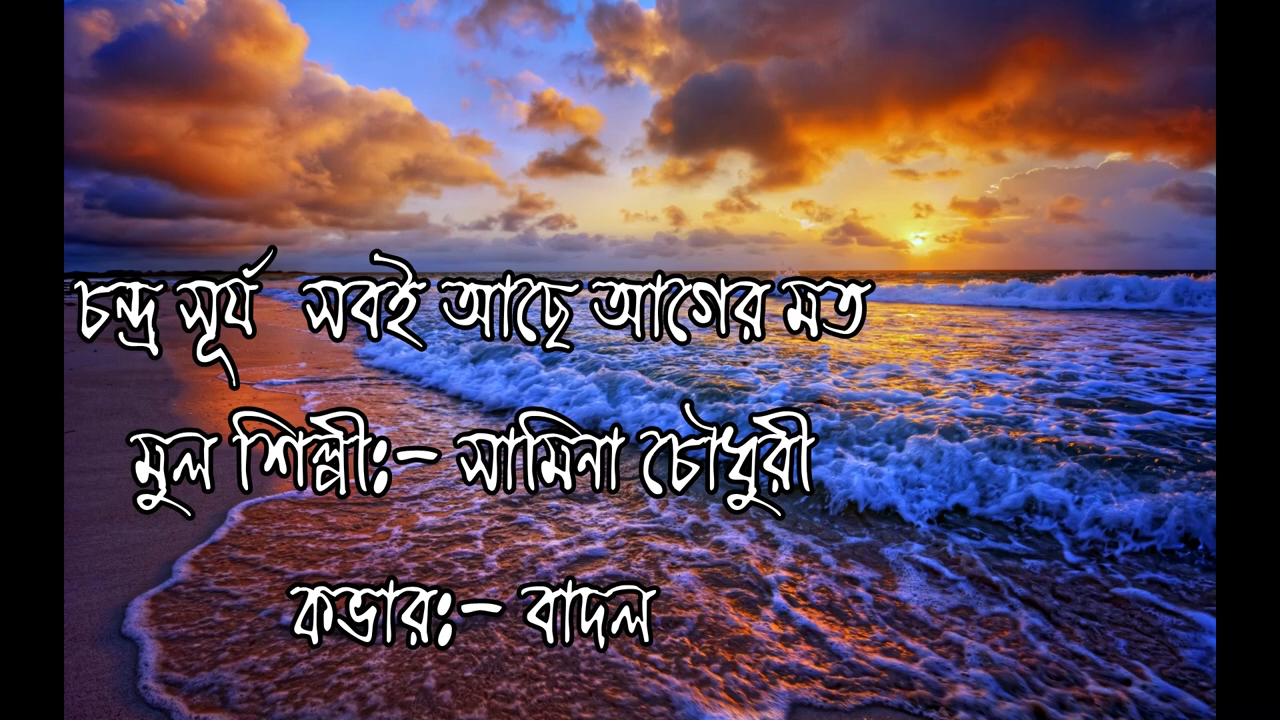 চন্দ্র সূর্য সবই আছে আগের মত
মুল শিল্পী:- সামিনা চৌধুরী
কভার:- বাদল